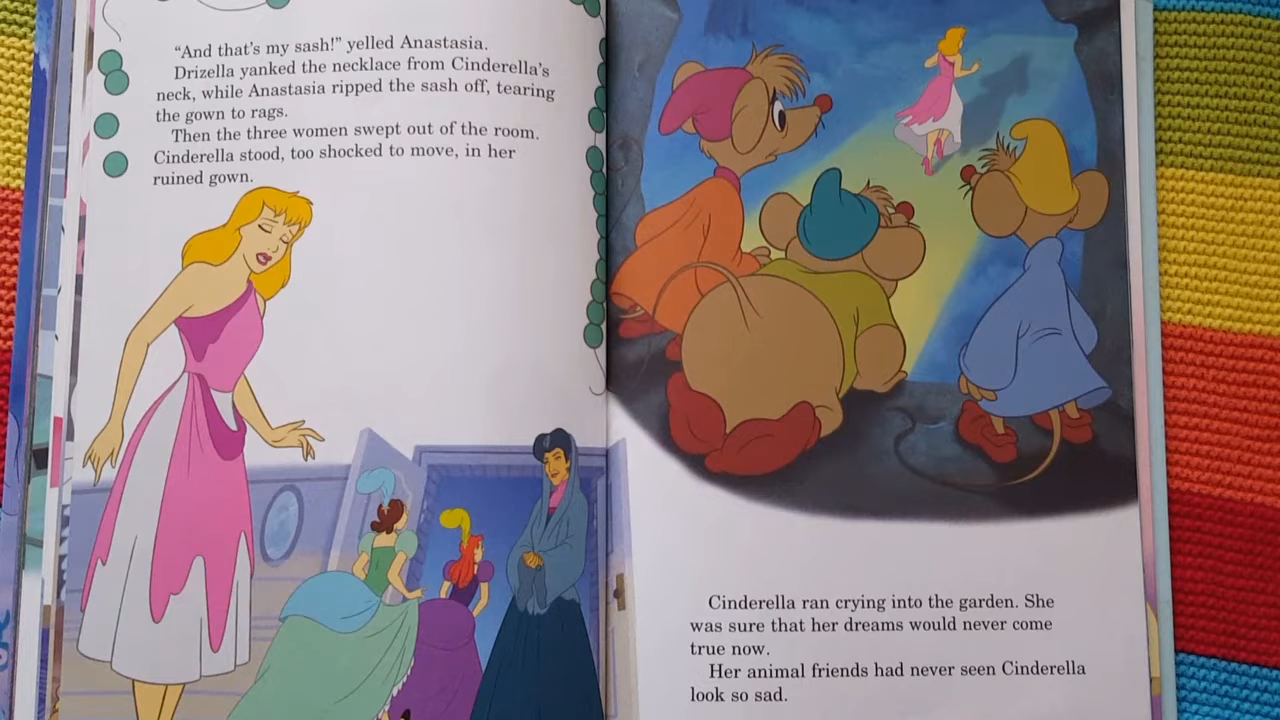 “And that’s my sash!” yelled Anastasia.
Drizella yanked the necklace from Cinderella’s
neck, while Anastasia ripped the sash off, tearing
the gown to rags.
Then the three women swept out of the room.
Cinderella stood, too shocked to move, in her
ruined gown.
Cinderella ran crying into the garden. She
was sure that her dreams would never come
true now.
Her animal friends had never seen Cinderella
look so sad.